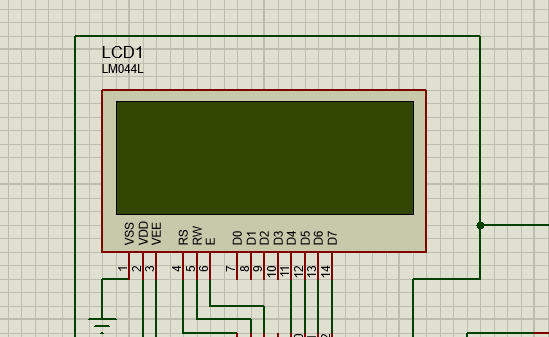 LCD1
LM044L
VSS VDD VEE RS RW E D0 D1 D2 D3 D4 D5 D6 D7
1 2 3 4 5 6 7 8 9 10 11 12 13 14